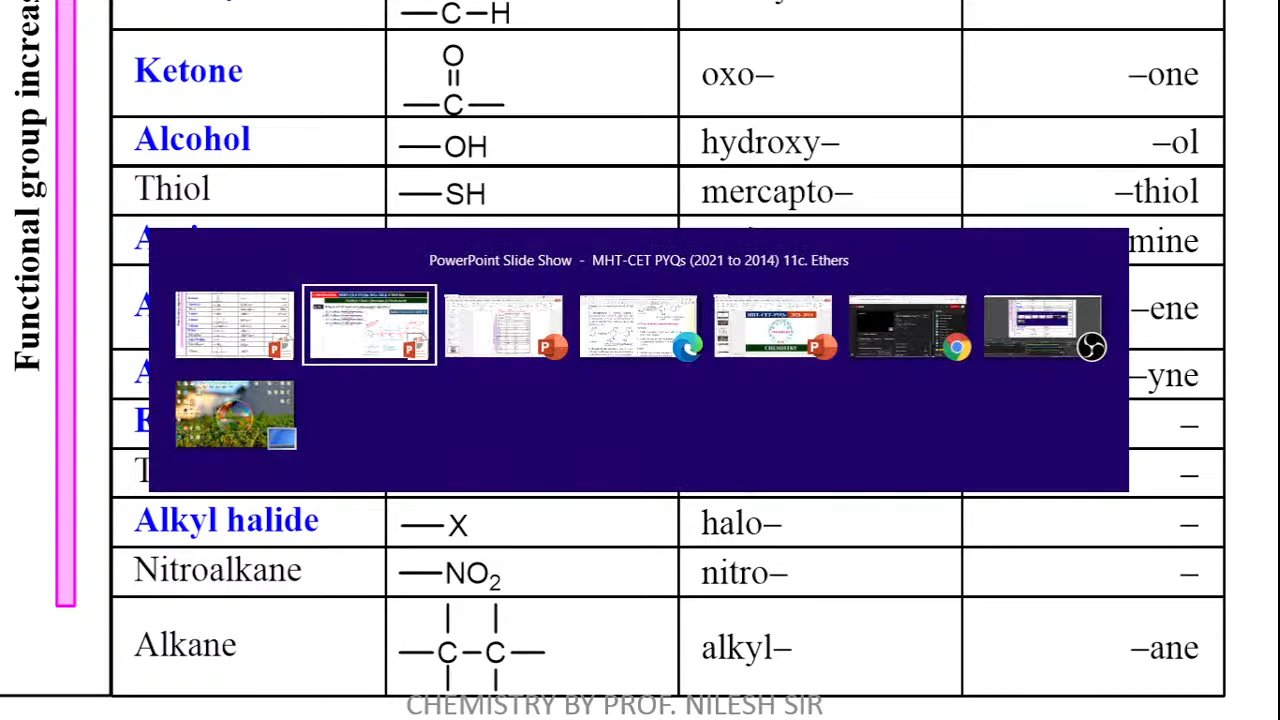 Functional group increas
—C—H
Ketone O oxo– –one
—C—
Alcohol —OH hydroxy– –ol
Thiol —SH mercapto– –thiol
A mine
PowerPoint Slide Show - MHT-CET PYQs (2021 to 2014) 11c. Ethers
A –ene
CHEMISTRY
A –yne
E –
T –
Alkyl halide —X halo– –
Nitroalkane —NO₂ nitro– –
Alkane —C—C— alkyl– –ane
CHEMISTRY BY PROF. NILESH SIR